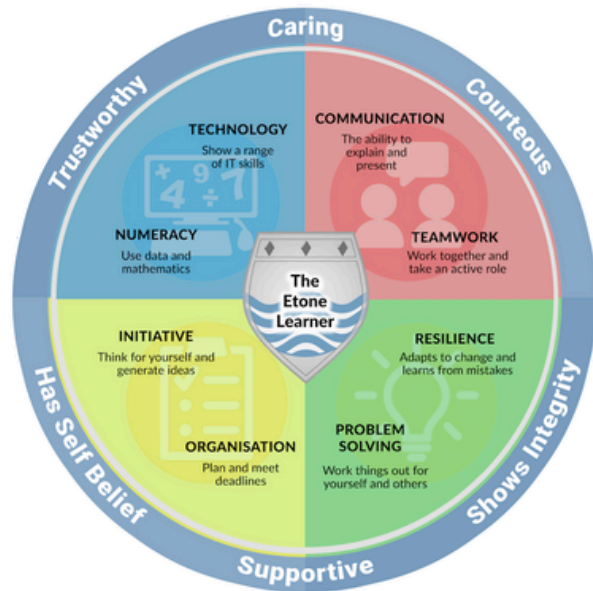 Caring
Courteous
Shows Integrity
Supportive
Has Self Belief
Trustworthy
TECHNOLOGY
Show a range
of IT skills
NUMERACY
Use data and
mathematics
COMMUNICATION
The ability to
explain and
present
TEAMWORK
Work together and
take an active role
The
Etone
Learner
INITIATIVE
Think for yourself and
generate ideas
ORGANISATION
Plan and meet
deadlines
RESILIENCE
Adapts to change and
learns from mistakes
PROBLEM
SOLVING
Work things out for
yourself and others
+ 9 7
4 ÷